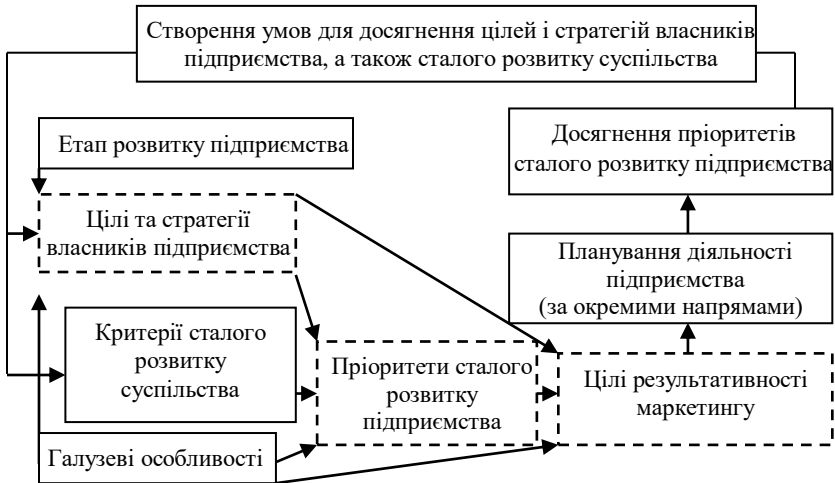 Створення умов для досягнення цілей і стратегій власників
підприємства, а також сталого розвитку суспільства
Етап розвитку підприємства
Досягнення пріоритетів
сталого розвитку підприємства
Цілі та стратегії
власників підприємства
Планування діяльності
підприємства
(за окремими напрямами)
Критерії сталого
розвитку
суспільства
Пріоритети сталого
розвитку
підприємства
Цілі результативності
маркетингу
Галузеві особливості